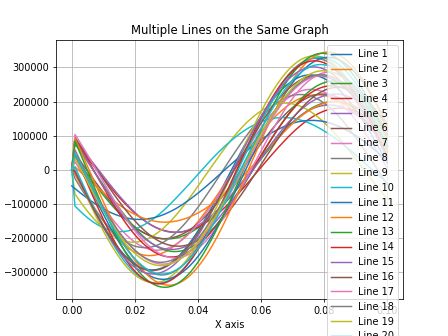 Multiple Lines on the Same Graph
300000
200000
100000
0
−100000
−200000
−300000
0.00
0.02
0.04
0.06
0.08
X axis
Line 1
Line 2
Line 3
Line 4
Line 5
Line 6
Line 7
Line 8
Line 9
Line 10
Line 11
Line 12
Line 13
Line 14
Line 15
Line 16
Line 17
Line 18
Line 19
Line 20